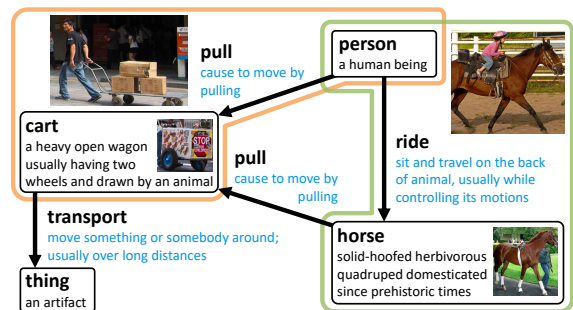 pull
cause to move by
pulling
person
a human being
cart
a heavy open wagon
usually having two
wheels and drawn by an animal
STOP
pull
cause to move by
pulling
ride
sit and travel on the back
of animal, usually while
controlling its motions
transport
move something or somebody around;
usually over long distances
horse
solid-hoofed herbivorous
quadruped domesticated
since prehistoric times
thing
an artifact